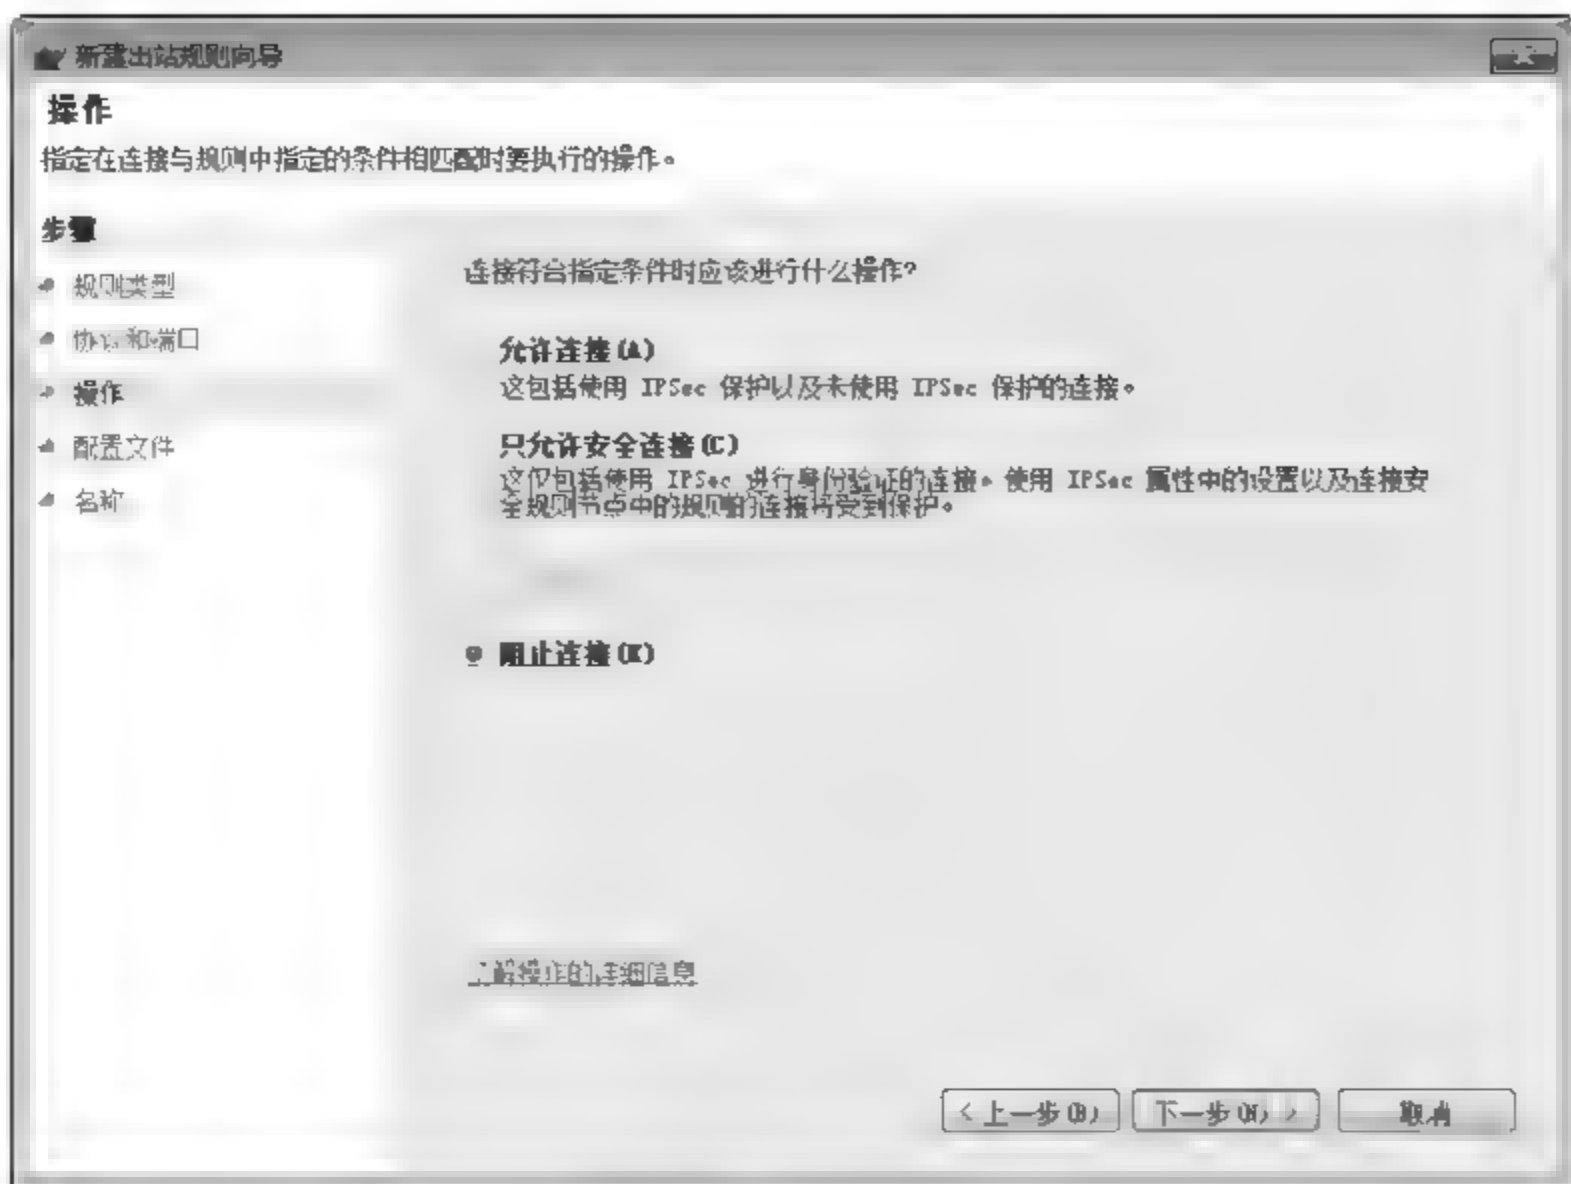 新建出站规则向导
操作
指定在连接与规则中指定的条件相匹配时要执行的操作。
步骤
规则类型
协议和端口
操作
配置文件
名称
连接符合指定条件时应该进行什么操作?
允许连接(A)
这包括使用 IPSec 保护以及未使用 IPSec 保护的连接。
只允许安全连接(C)
这仅包括使用 IPSec 进行身份验证的连接。使用 IPSec 属性中的设置以及连接安
全规则节点中的规则的连接将受到保护。
阻止连接(K)
了解操作的详细信息
< 上一步(B)
下一步(N) >
取消